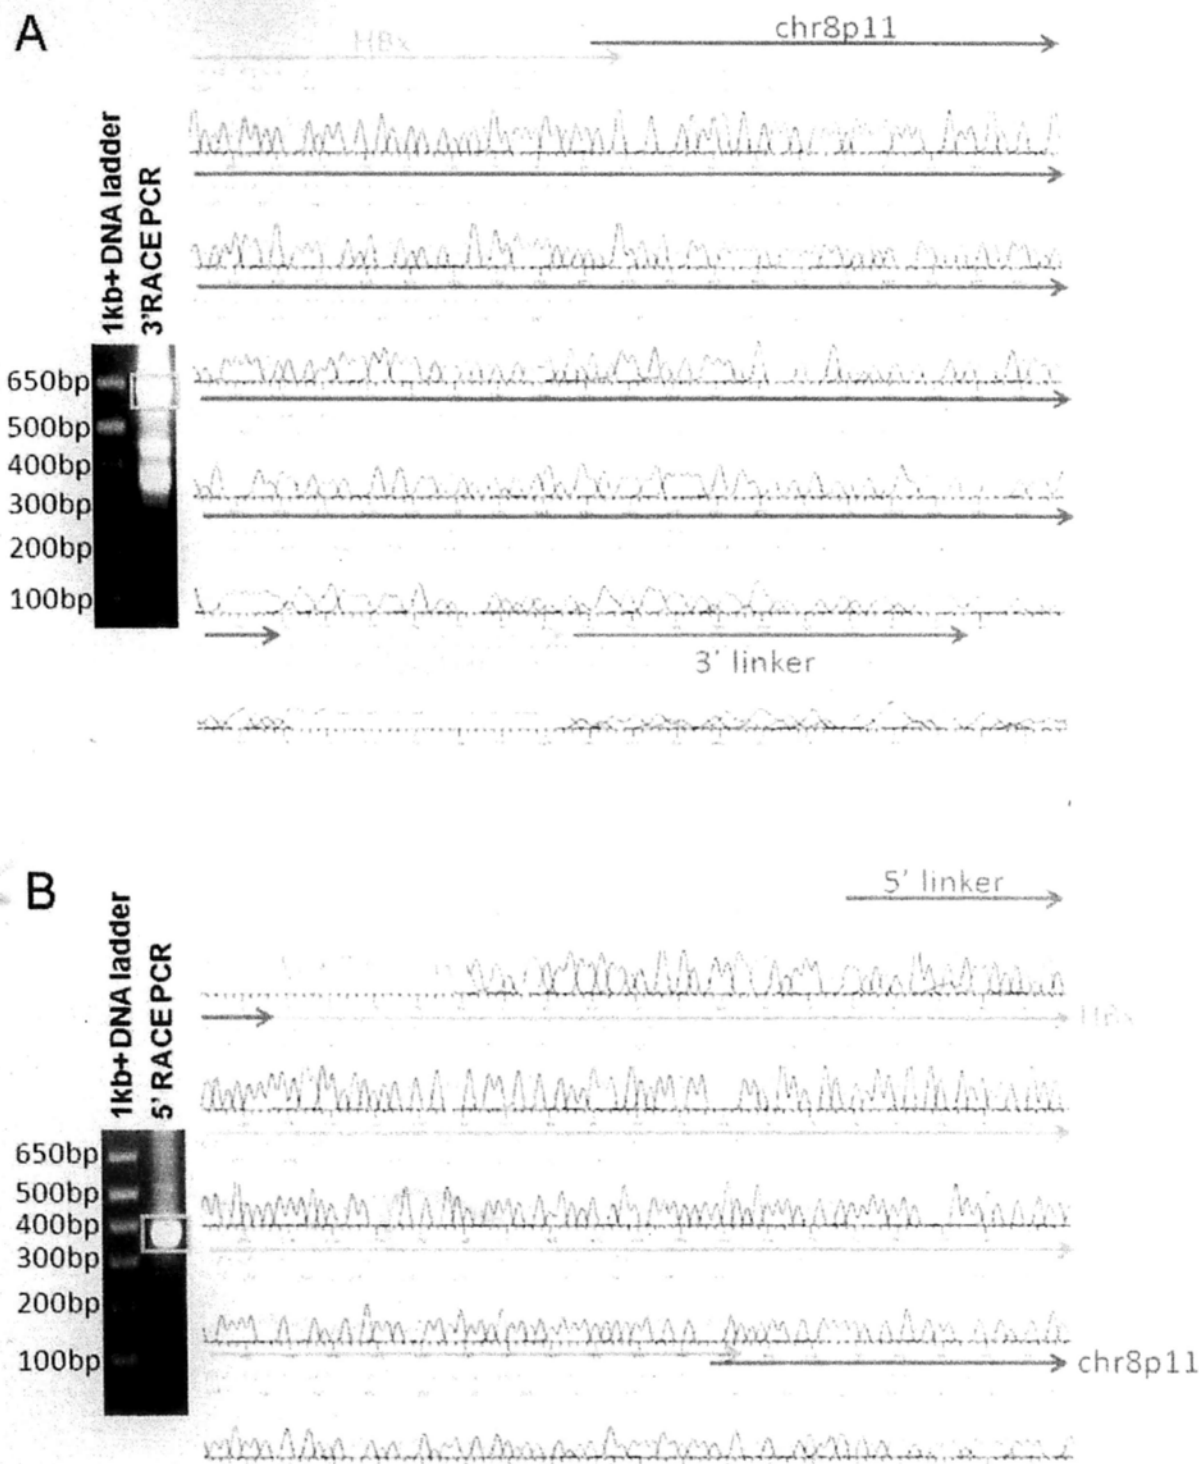 A
HBx
chr8p11
1kb+DNA ladder
3'RACE PCR
650bp
500bp
400bp
300bp
200bp
100bp
3' linker
B
5' linker
1kb+DNA ladder
5' RACE PCR
HBx
650bp
500bp
400bp
300bp
200bp
100bp
chr8p11